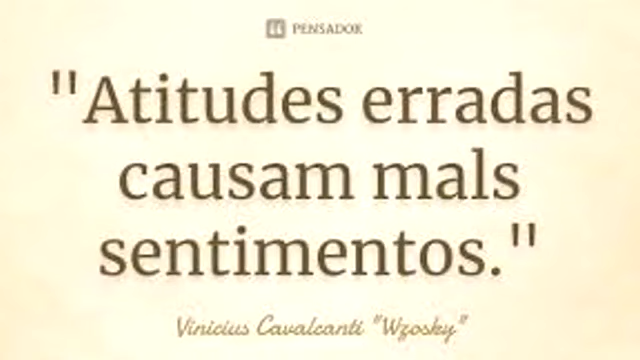 PENSADOR
"Atitudes erradas
causam mals
sentimentos."
Vinicius Cavalcanti "Wzosky"